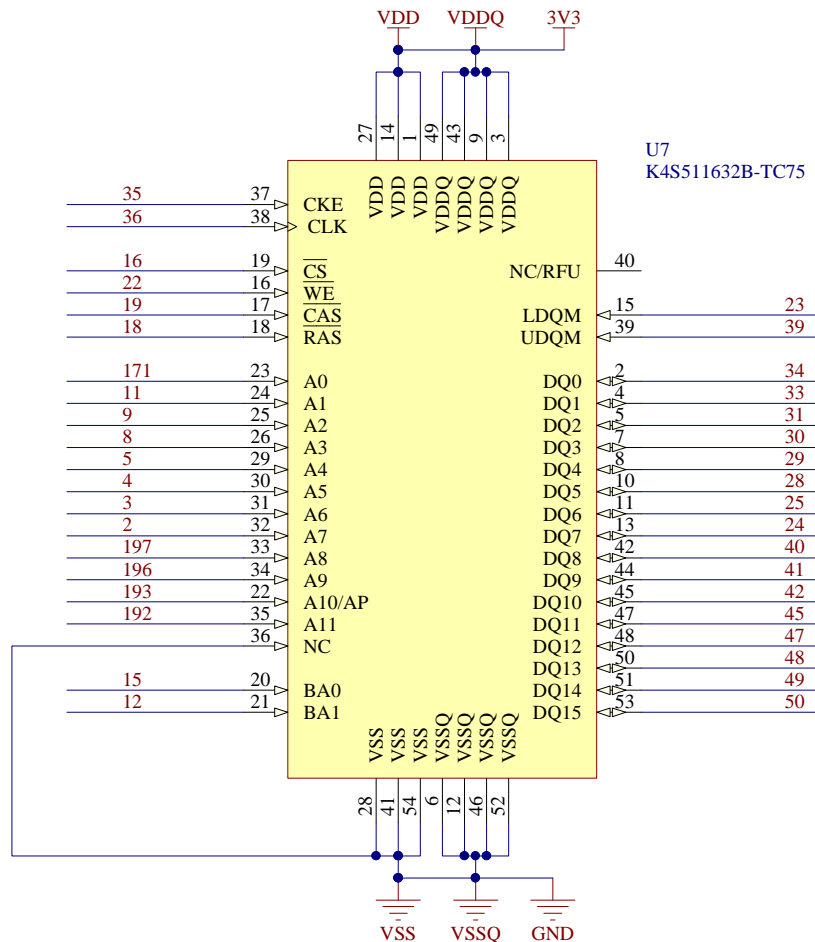 VDD VDDQ 3V3
27 14 1 49 43 9 3
U7
K4S511632B-TC75
VDD VDD VDD VDDQ VDDQ VDDQ VDDQ
35 37 CKE
36 38 CLK
16 19 CS NC/RFU 40
22 16 WE
19 17 CAS LDQM 15 23
18 18 RAS UDQM 39 39
171 23 A0 DQ0 2 34
11 24 A1 DQ1 4 33
9 25 A2 DQ2 5 31
8 26 A3 DQ3 7 30
5 29 A4 DQ4 8 29
4 30 A5 DQ5 10 28
3 31 A6 DQ6 11 25
2 32 A7 DQ7 13 24
197 33 A8 DQ8 42 40
196 34 A9 DQ9 44 41
193 22 A10/AP DQ10 45 42
192 35 A11 DQ11 47 45
36 NC DQ12 48 47
DQ13 50 48
15 20 BA0 DQ14 51 49
12 21 BA1 DQ15 53 50
VSS VSS VSS VSSQ VSSQ VSSQ VSSQ
28 41 54 6 12 46 52
VSS VSSQ GND